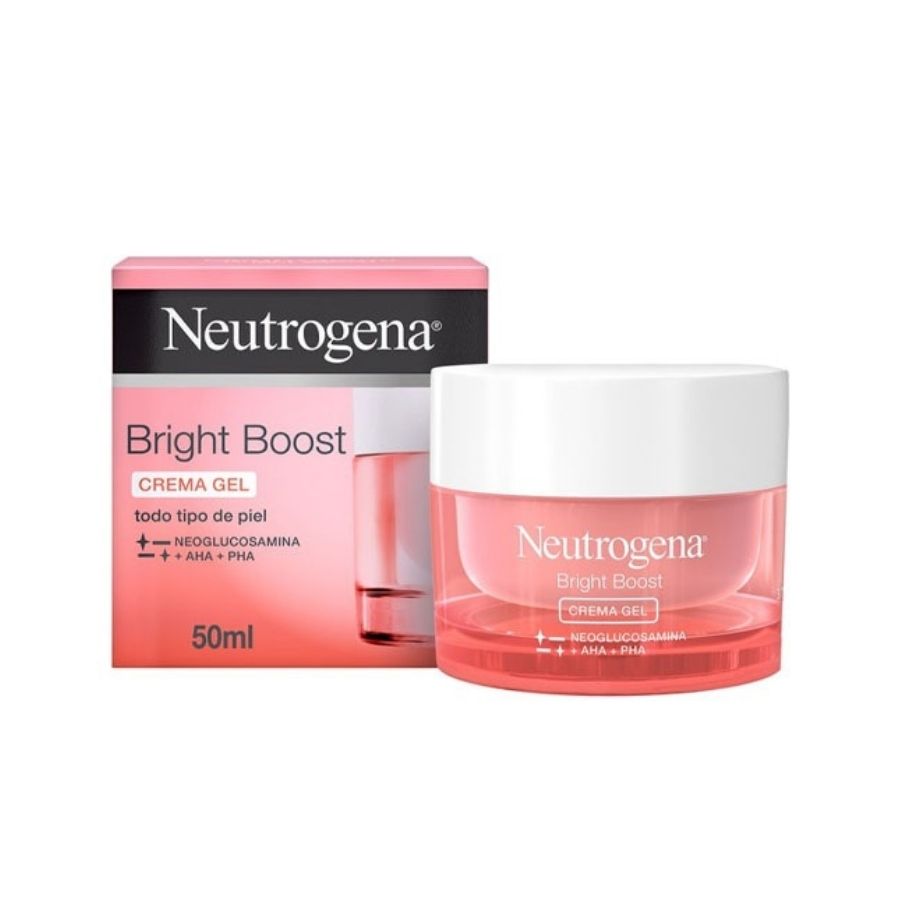 Neutrogena®
Bright Boost
CREMA GEL
todo tipo de piel
NEOGLUCOSAMINA
+ AHA + PHA
50ml
Neutrogena®
Bright Boost
CREMA GEL
NEOGLUCOSAMINA
+ AHA + PHA